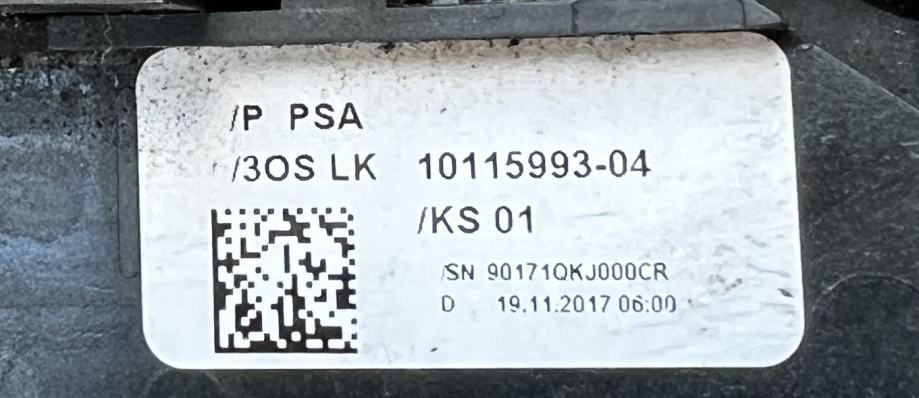 /P PSA
/3OS LK 10115993-04
/KS 01
/SN 90171QKJ000CR
D 19.11.2017 06:00